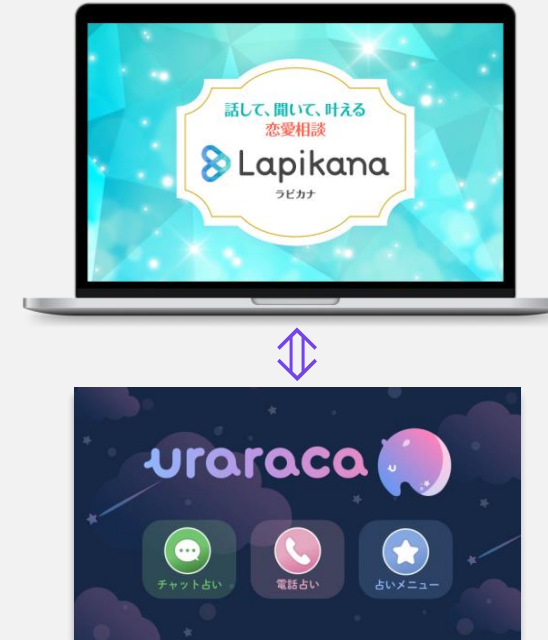 話して、聞いて、叶える
恋愛相談
Lapikana
ラピカナ
uraraca
チャット占い
電話占い
占いメニュー